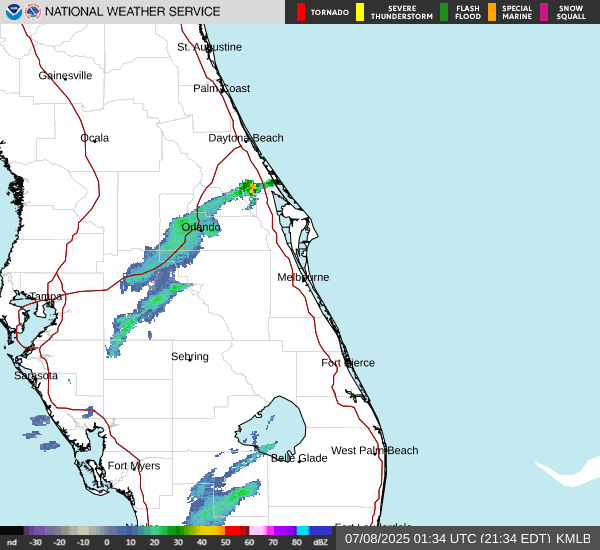 NATIONAL WEATHER SERVICE
TORNADO
SEVERE THUNDERSTORM
FLASH FLOOD
SPECIAL MARINE
SNOW SQUALL
St. Augustine
Gainesville
Palm Coast
Ocala
Daytona Beach
Orlando
Melbourne
Tampa
Sebring
Fort Pierce
Sarasota
West Palm Beach
Belle Glade
Fort Myers
nd -30 -20 -10 0 10 20 30 40 50 60 70 80 dBZ
07/08/2025 01:34 UTC (21:34 EDT) KMLB